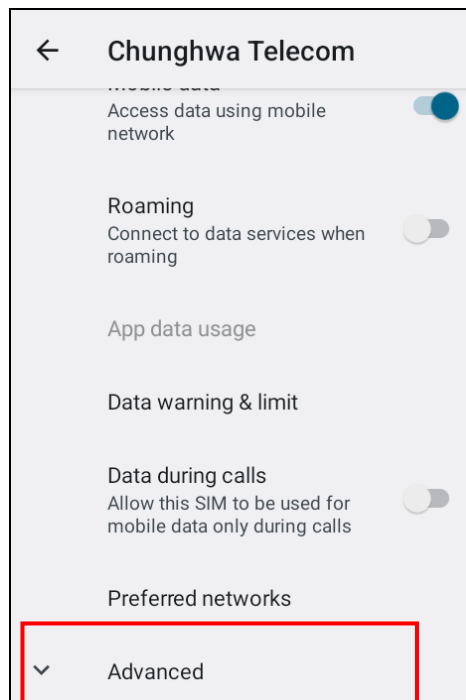 Chunghwa Telecom
Mobile data
Access data using mobile
network
Roaming
Connect to data services when
roaming
App data usage
Data warning & limit
Data during calls
Allow this SIM to be used for
mobile data only during calls
Preferred networks
Advanced